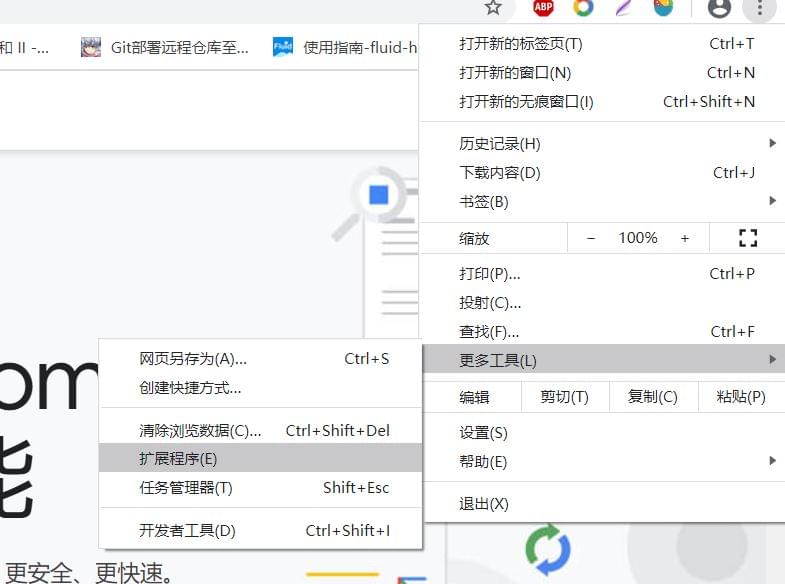 ABP
和 II -...
Git部署远程仓库至...
Fluid
使用指南-fluid-h
打开新的标签页(T) Ctrl+T
打开新的窗口(N) Ctrl+N
打开新的无痕窗口(I) Ctrl+Shift+N
历史记录(H)
下载内容(D) Ctrl+J
书签(B)
缩放 － 100% +
打印(P)... Ctrl+P
投射(C)...
查找(F)... Ctrl+F
更多工具(L)
编辑 剪切(T) 复制(C) 粘贴(P)
设置(S)
帮助(E)
退出(X)
网页另存为(A)... Ctrl+S
创建快捷方式...
清除浏览数据(C)... Ctrl+Shift+Del
扩展程序(E)
任务管理器(T) Shift+Esc
开发者工具(D) Ctrl+Shift+I
om
能
更安全、更快速。